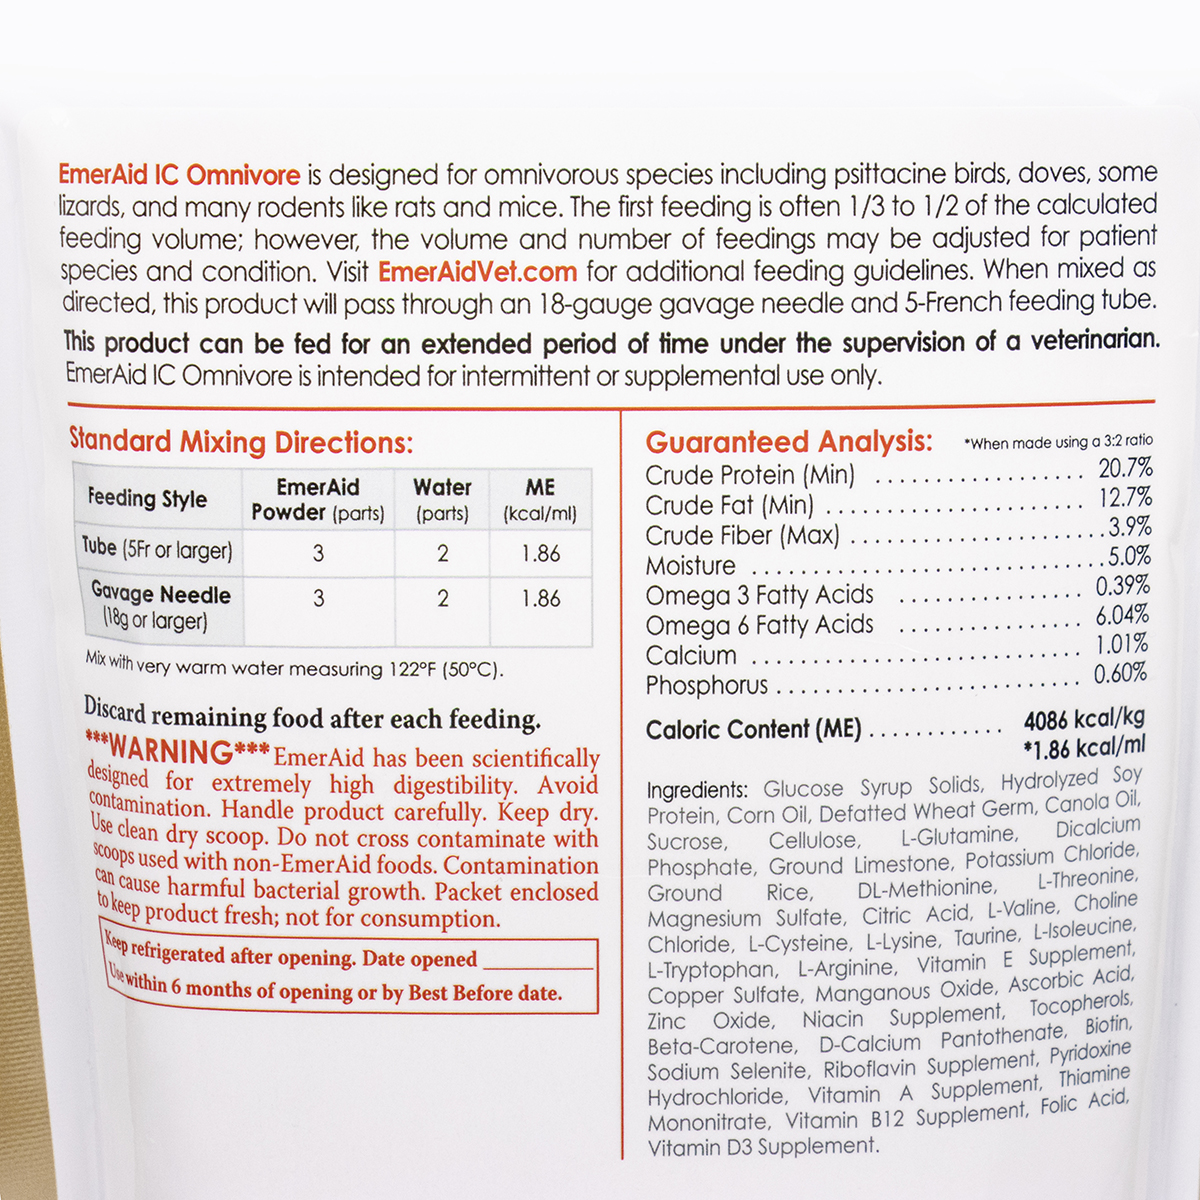 EmerAid IC Omnivore is designed for omnivorous species including psittacine birds, doves, some
lizards, and many rodents like rats and mice. The first feeding is often 1/3 to 1/2 of the calculated
feeding volume; however, the volume and number of feedings may be adjusted for patient
species and condition. Visit EmerAidVet.com for additional feeding guidelines. When mixed as
directed, this product will pass through an 18-gauge gavage needle and 5-French feeding tube.
This product can be fed for an extended period of time under the supervision of a veterinarian.
EmerAid IC Omnivore is intended for intermittent or supplemental use only.
Standard Mixing Directions:
Feeding Style EmerAid Powder (parts) Water (parts) ME (kcal/ml)
Tube (5Fr or larger) 3 2 1.86
Gavage Needle (18g or larger) 3 2 1.86
Mix with very warm water measuring 122°F (50°C).
Discard remaining food after each feeding.
***WARNING*** EmerAid has been scientifically
designed for extremely high digestibility. Avoid
contamination. Handle product carefully. Keep dry.
Use clean dry scoop. Do not cross contaminate with
scoops used with non-EmerAid foods. Contamination
can cause harmful bacterial growth. Packet enclosed
to keep product fresh; not for consumption.
Keep refrigerated after opening. Date opened __________
Use within 6 months of opening or by Best Before date.
Guaranteed Analysis: *When made using a 3:2 ratio
Crude Protein (Min) ................. 20.7%
Crude Fat (Min) ...................... 12.7%
Crude Fiber (Max) .................... 3.9%
Moisture ............................. 5.0%
Omega 3 Fatty Acids ............... 0.39%
Omega 6 Fatty Acids ............... 6.04%
Calcium ........................... 1.01%
Phosphorus ......................... 0.60%
Caloric Content (ME) ............ 4086 kcal/kg
*1.86 kcal/ml
Ingredients: Glucose Syrup Solids, Hydrolyzed Soy
Protein, Corn Oil, Defatted Wheat Germ, Canola Oil,
Sucrose, Cellulose, L-Glutamine, Dicalcium
Phosphate, Ground Limestone, Potassium Chloride,
Ground Rice, DL-Methionine, L-Threonine,
Magnesium Sulfate, Citric Acid, L-Valine, Choline
Chloride, L-Cysteine, L-Lysine, Taurine, L-Isoleucine,
L-Tryptophan, L-Arginine, Vitamin E Supplement,
Copper Sulfate, Manganous Oxide, Ascorbic Acid,
Zinc Oxide, Niacin Supplement, Tocopherols,
Beta-Carotene, D-Calcium Pantothenate, Biotin,
Sodium Selenite, Riboflavin Supplement, Pyridoxine
Hydrochloride, Vitamin A Supplement, Thiamine
Mononitrate, Vitamin B12 Supplement, Folic Acid,
Vitamin D3 Supplement.